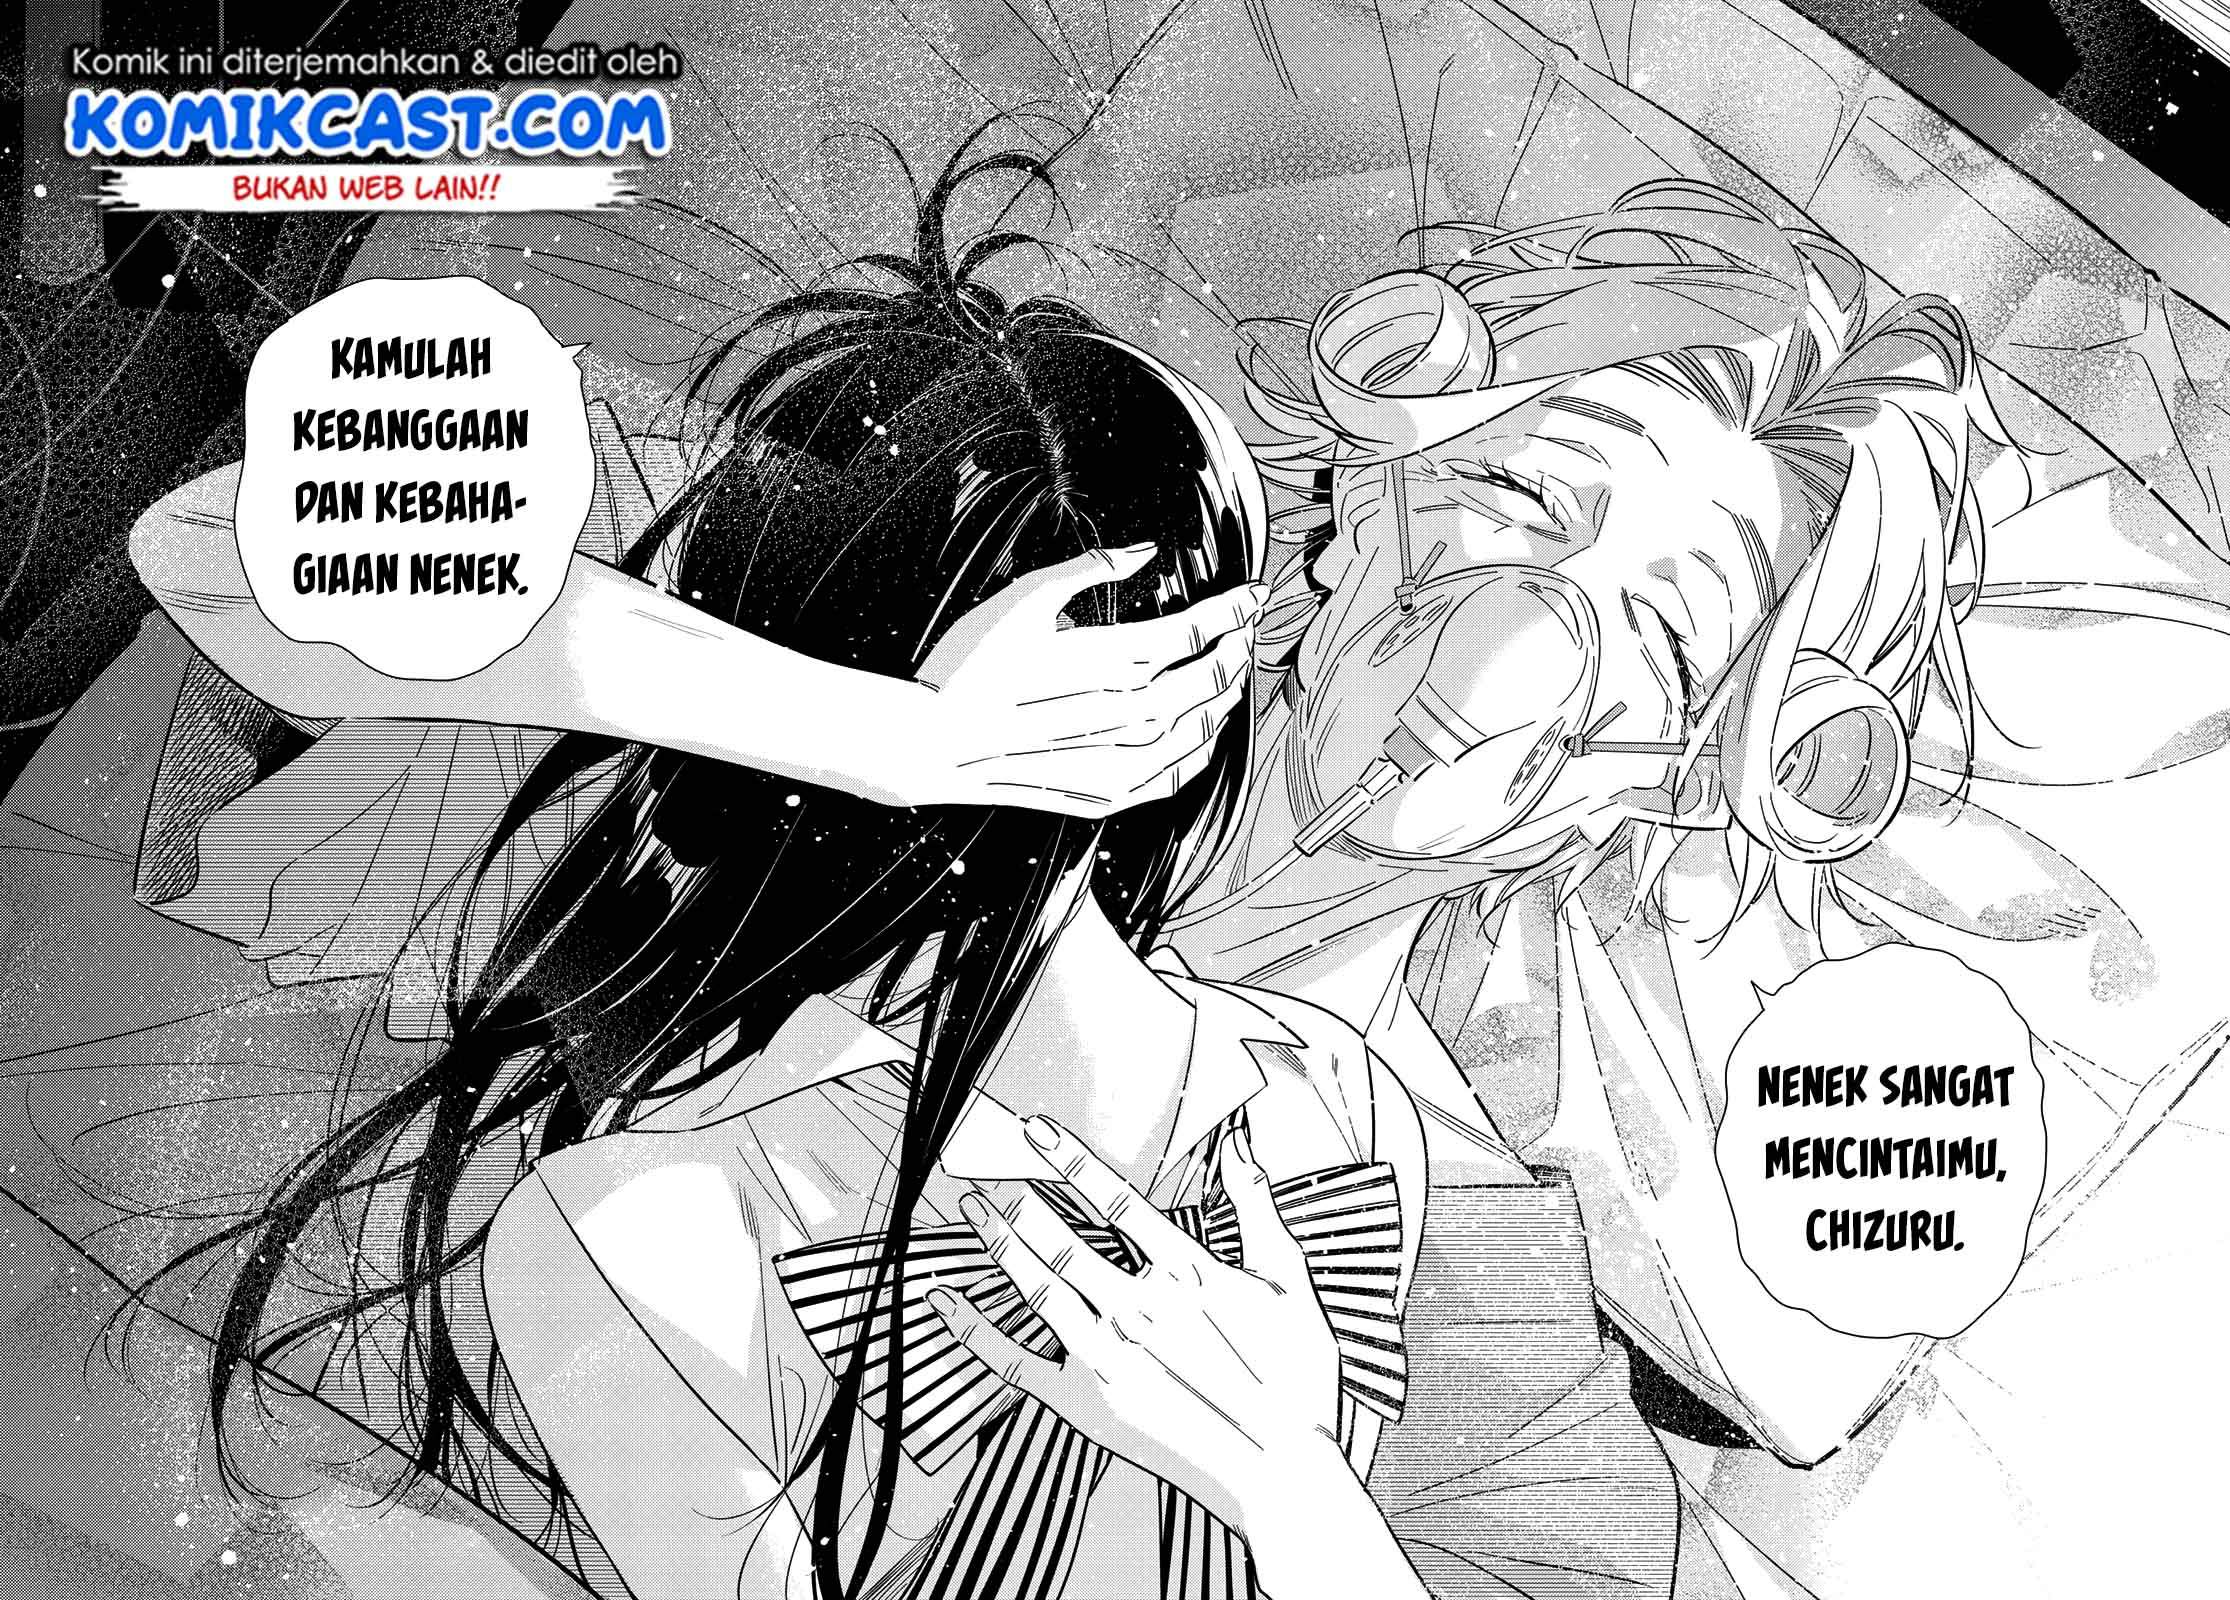 Komik ini diterjemahkan & diedit oleh
KOMIKCAST.COM
BUKAN WEB LAIN!!
NENEK SANGAT
MENCINTAIMU,
CHIZURU.
KAMULAH
KEBANGGAAN
DAN KEBAHA-
GIAAN NENEK.